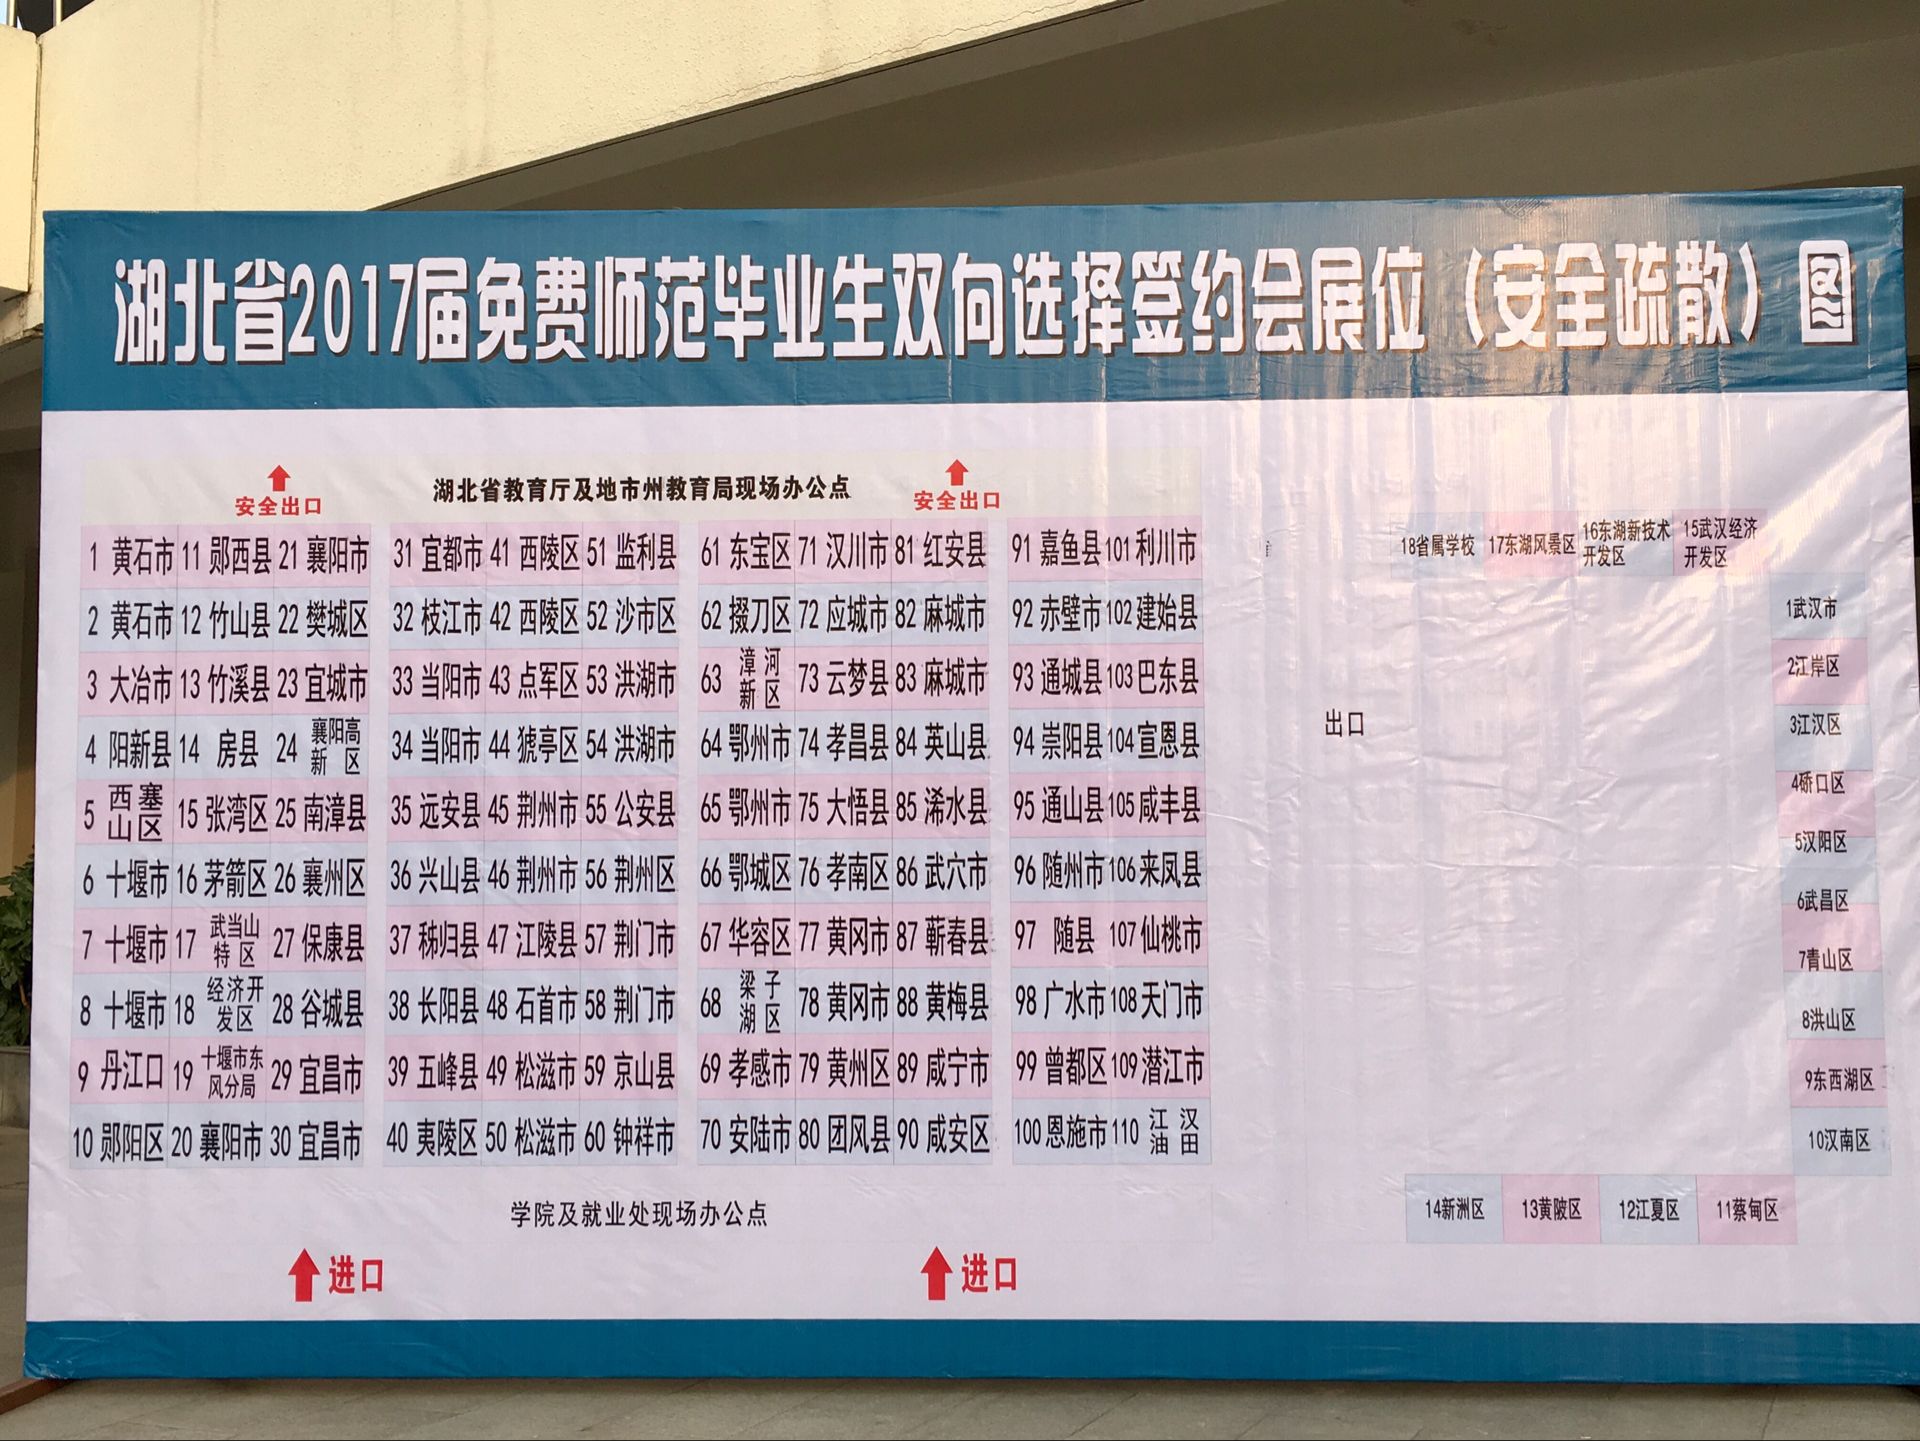 湖北省2017届免费师范毕业生双向选择签约会展位（安全疏散）图
安全出口
湖北省教育厅及地市州教育局现场办公点
安全出口
1 黄石市 11 郧西县 21 襄阳市 31 宜都市 41 西陵区 51 监利县 61 东宝区 71 汉川市 81 红安县 91 嘉鱼县 101 利川市
2 黄石市 12 竹山县 22 樊城区 32 枝江市 42 西陵区 52 沙市区 62 掇刀区 72 应城市 82 麻城市 92 赤壁市 102 建始县
3 大冶市 13 竹溪县 23 宜城市 33 当阳市 43 点军区 53 洪湖市 63 漳河新区 73 云梦县 83 麻城市 93 通城县 103 巴东县
4 阳新县 14 房县 24 襄阳高新区 34 当阳市 44 猇亭区 54 洪湖市 64 鄂州市 74 孝昌县 84 英山县 94 崇阳县 104 宣恩县
5 西塞山区 15 张湾区 25 南漳县 35 远安县 45 荆州市 55 公安县 65 鄂州市 75 大悟县 85 浠水县 95 通山县 105 咸丰县
6 十堰市 16 茅箭区 26 襄州区 36 兴山县 46 荆州市 56 荆州区 66 鄂城区 76 孝南区 86 武穴市 96 随州市 106 来凤县
7 十堰市 17 武当山特区 27 保康县 37 秭归县 47 江陵县 57 荆门市 67 华容区 77 黄冈市 87 蕲春县 97 随县 107 仙桃市
8 十堰市 18 经济开发区 28 谷城县 38 长阳县 48 石首市 58 荆门市 68 梁子湖区 78 黄冈市 88 黄梅县 98 广水市 108 天门市
9 丹江口 19 十堰市东风分局 29 宜昌市 39 五峰县 49 松滋市 59 京山县 69 孝感市 79 黄州区 89 咸宁市 99 曾都区 109 潜江市
10 郧阳区 20 襄阳市 30 宜昌市 40 夷陵区 50 松滋市 60 钟祥市 70 安陆市 80 团风县 90 咸安区 100 恩施市 110 江汉油田
学院及就业处现场办公点
进口
进口
18省属学校 17东湖风景区 16东湖新技术开发区 15武汉经济开发区
1武汉市
2江岸区
出口
3江汉区
4硚口区
5汉阳区
6武昌区
7青山区
8洪山区
9东西湖区
10汉南区
14新洲区 13黄陂区 12江夏区 11蔡甸区